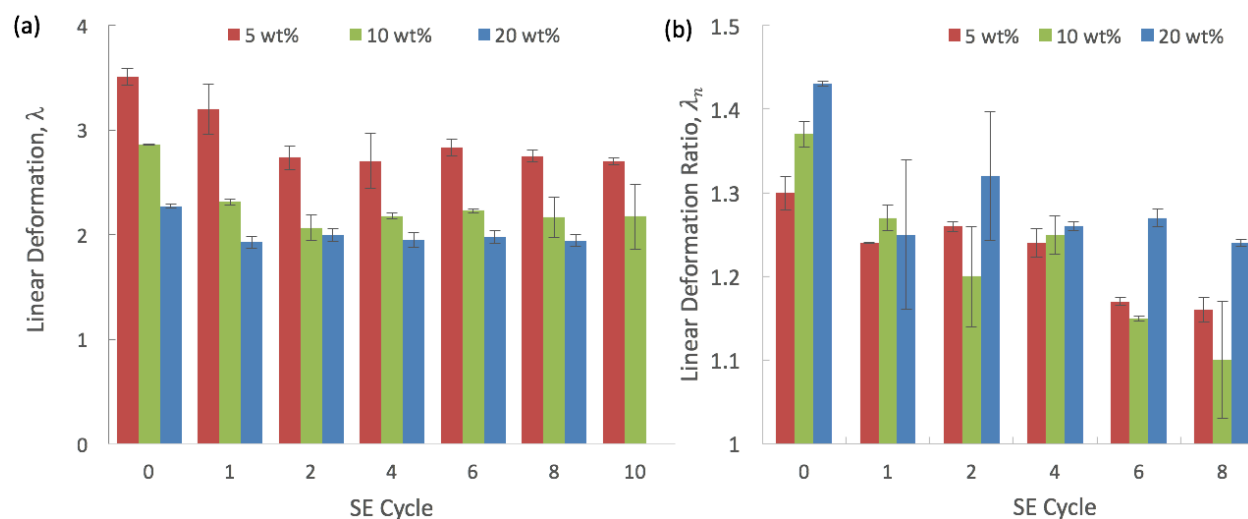 (a)
5 wt%
10 wt%
20 wt%
4
3
2
1
0
Linear Deformation, λ
0 1 2 4 6 8 10
SE Cycle
(b)
5 wt%
10 wt%
20 wt%
1.5
1.4
1.3
1.2
1.1
1
Linear Deformation Ratio, λn
0 1 2 4 6 8
SE Cycle